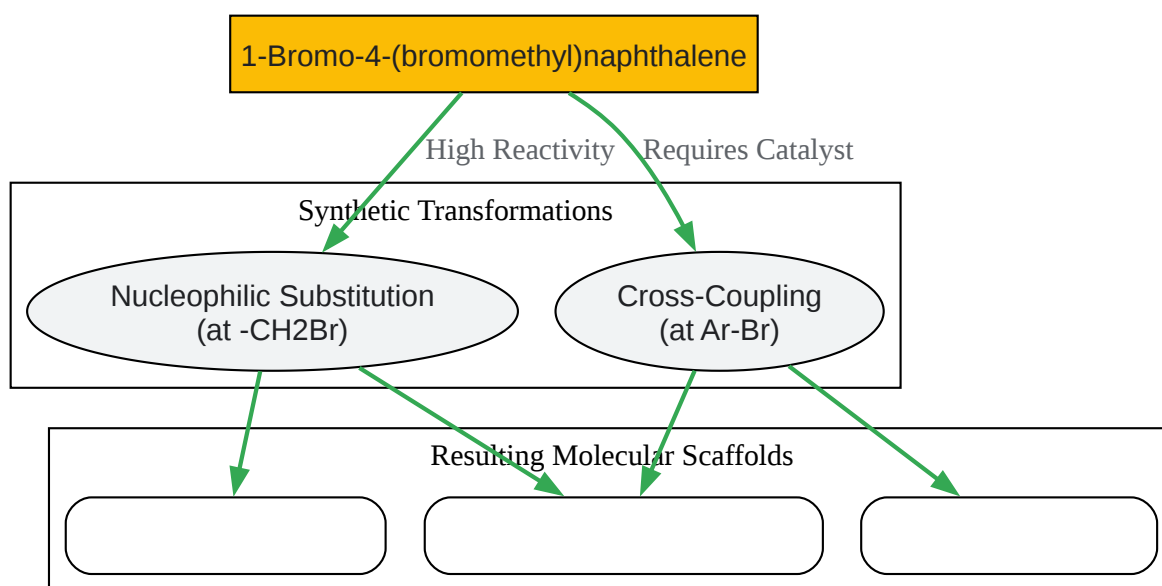 1-Bromo-4-(bromomethyl)naphthalene
High Reactivity
Requires Catalyst
Synthetic Transformations
Nucleophilic Substitution
(at -CH2Br)
Cross-Coupling
(at Ar-Br)
Resulting Molecular Scaffolds